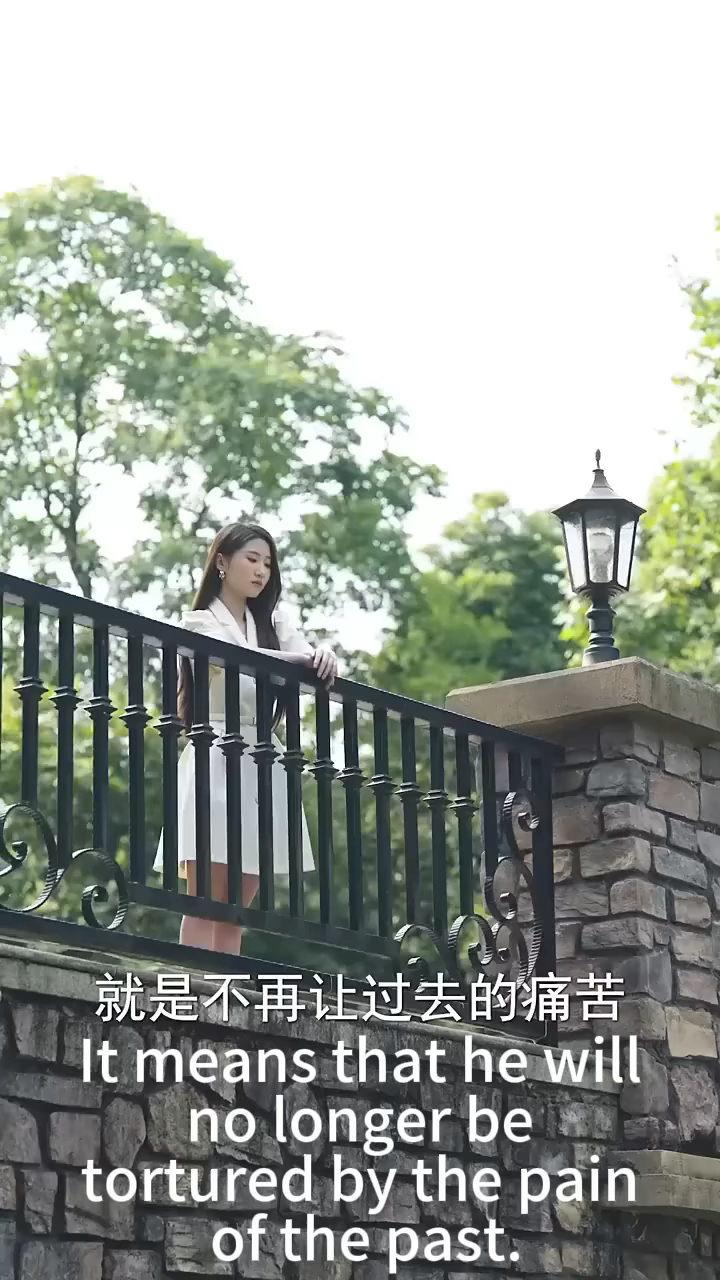 就是不再让过去的痛苦
It means that he will
no longer be
tortured by the pain
of the past.